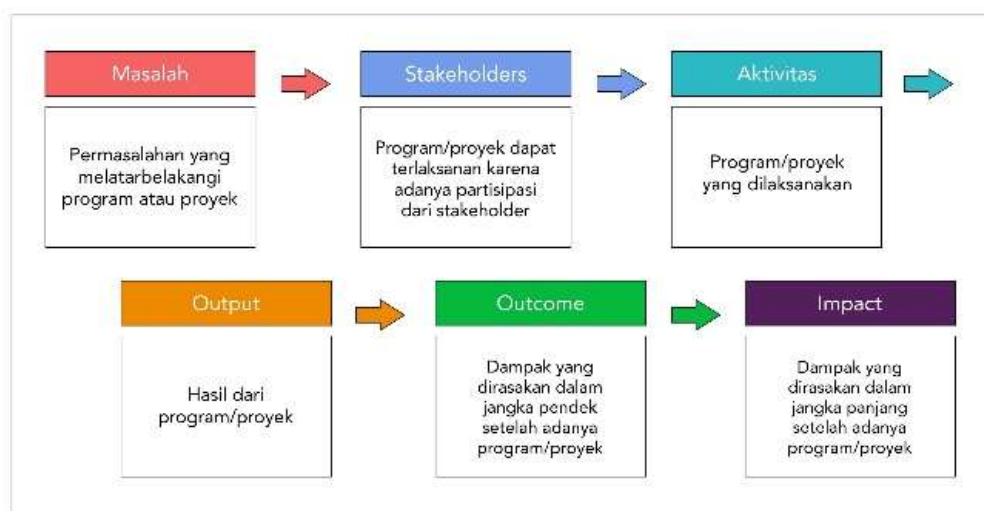 Masalah
Stakeholders
Aktivitas
Permasalahan yang
melatarbelakangi
program atau proyek
Program/proyek dapat
terlaksanan karena
adanya partisipasi
dari stakeholder
Program/proyek
yang dilaksanakan
Output
Outcome
Impact
Hasil dari
program/proyek
Dampak yang
dirasakan dalam
jangka pendek
setelah adanya
program/proyek
Dampak yang
dirasakan dalam
jangka panjang
setelah adanya
program/proyek